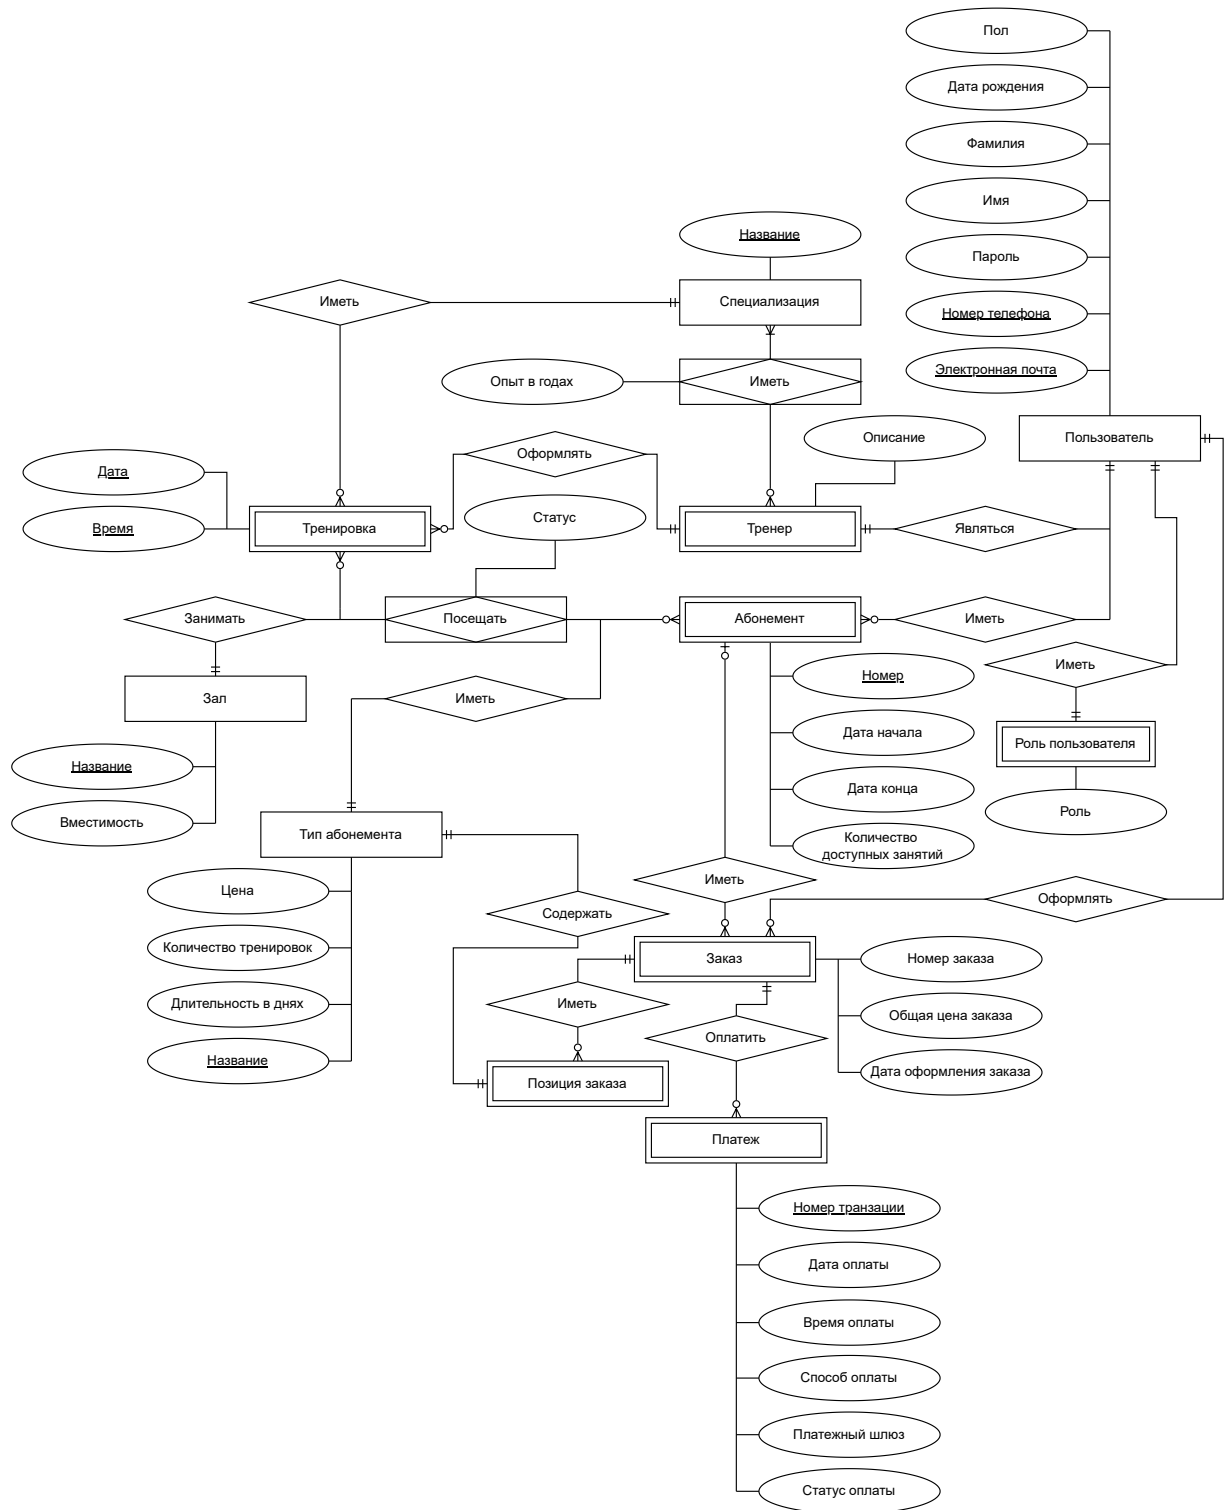 Пол
Дата рождения
Фамилия
Имя
Пароль
Номер телефона
Электронная почта
Название
Иметь
Специализация
Опыт в годах
Иметь
Пользователь
Описание
Оформлять
Дата
Время
Тренировка
Статус
Тренер
Являться
Занимать
Посещать
Абонемент
Иметь
Иметь
Зал
Иметь
Номер
Название
Дата начала
Роль пользователя
Вместимость
Дата конца
Роль
Тип абонемента
Количество
доступных занятий
Цена
Иметь
Оформлять
Содержать
Количество тренировок
Заказ
Номер заказа
Длительность в днях
Иметь
Общая цена заказа
Оплатить
Название
Позиция заказа
Дата оформления заказа
Платеж
Номер транзации
Дата оплаты
Время оплаты
Способ оплаты
Платежный шлюз
Статус оплаты